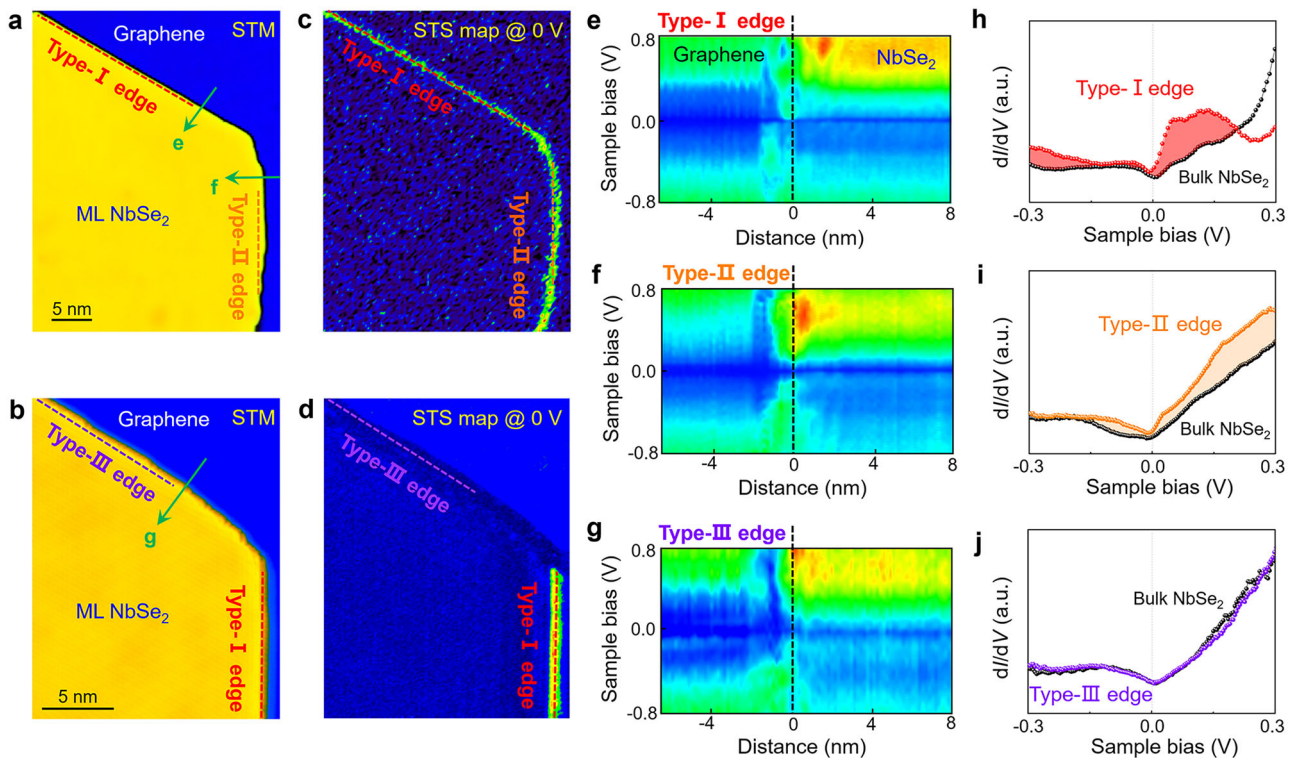 a
Graphene
STM
Type-Ⅰ edge
e
f
ML NbSe₂
Type-Ⅱ edge
5 nm
c
STS map @ 0 V
Type-Ⅰ edge
Type-Ⅱ edge
e
Type-Ⅰ edge
Graphene
NbSe₂
0.8
0.0
-0.8
Sample bias (V)
-4
0
4
8
Distance (nm)
h
Type-Ⅰ edge
Bulk NbSe₂
dI/dV (a.u.)
-0.3
0.0
0.3
Sample bias (V)
f
Type-Ⅱ edge
0.8
0.0
-0.8
Sample bias (V)
-4
0
4
8
Distance (nm)
i
Type-Ⅱ edge
Bulk NbSe₂
dI/dV (a.u.)
-0.3
0.0
0.3
Sample bias (V)
b
Graphene
STM
Type-Ⅲ edge
g
ML NbSe₂
Type-Ⅰ edge
5 nm
d
STS map @ 0 V
Type-Ⅲ edge
Type-Ⅰ edge
g
Type-Ⅲ edge
0.8
0.0
-0.8
Sample bias (V)
-4
0
4
8
Distance (nm)
j
Bulk NbSe₂
Type-Ⅲ edge
dI/dV (a.u.)
-0.3
0.0
0.3
Sample bias (V)